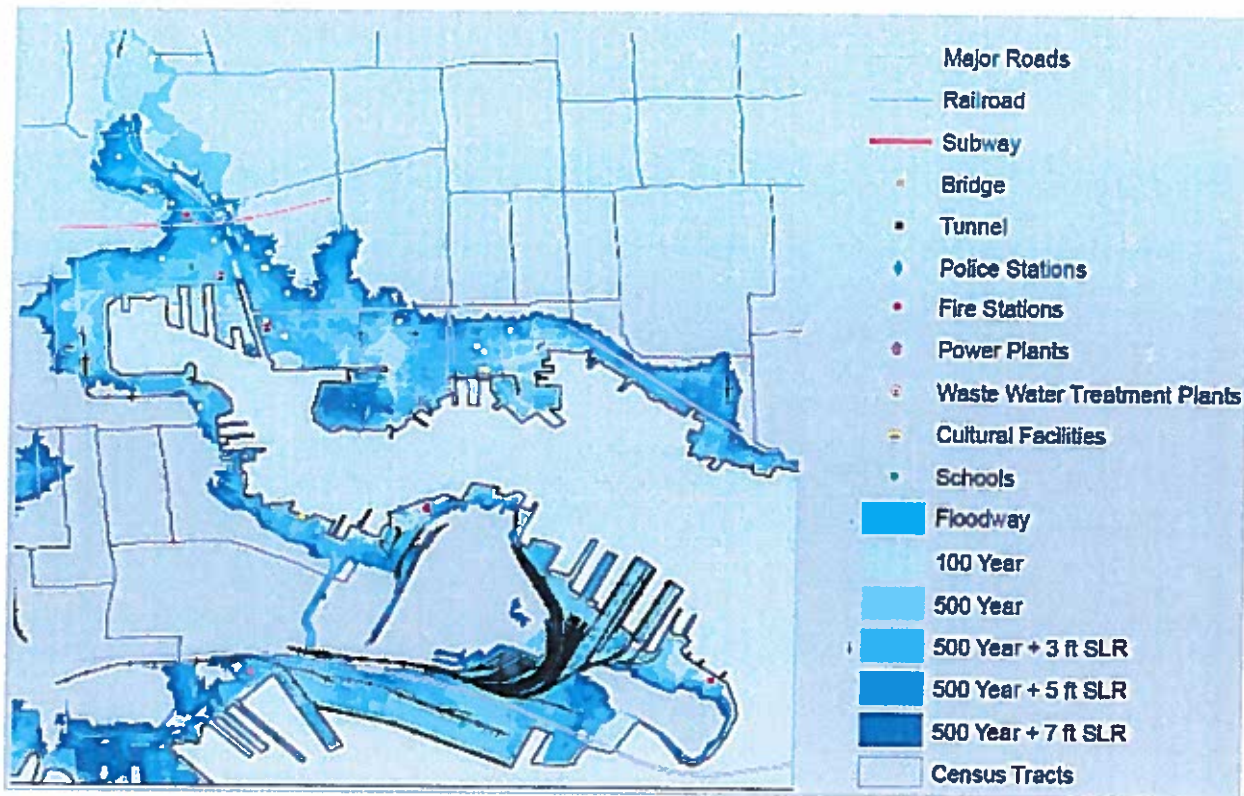 Major Roads
Railroad
Subway
Bridge
Tunnel
Police Stations
Fire Stations
Power Plants
Waste Water Treatment Plants
Cultural Facilities
Schools
Floodway
100 Year
500 Year
500 Year + 3 ft SLR
500 Year + 5 ft SLR
500 Year + 7 ft SLR
Census Tracts